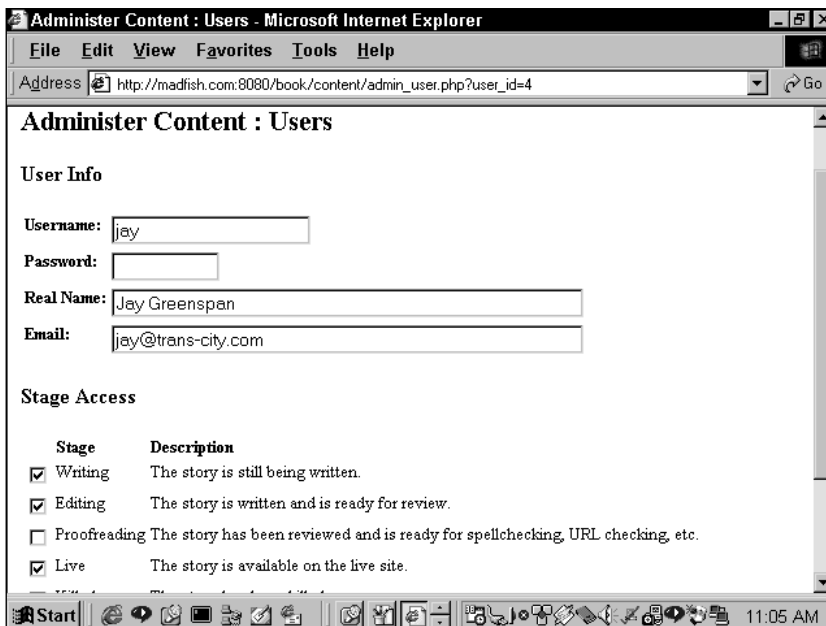 Administer Content : Users - Microsoft Internet Explorer
File Edit View Favorites Tools Help
Address http://madfish.com:8080/book/content/admin_user.php?user_id=4 Go
Administer Content : Users
User Info
Username: jay
Password:
Real Name: Jay Greenspan
Email: jay@trans-city.com
Stage Access
Stage Description
Writing The story is still being written.
Editing The story is written and is ready for review.
Proofreading The story has been reviewed and is ready for spellchecking, URL checking, etc.
Live The story is available on the live site.
Start 11:05 AM